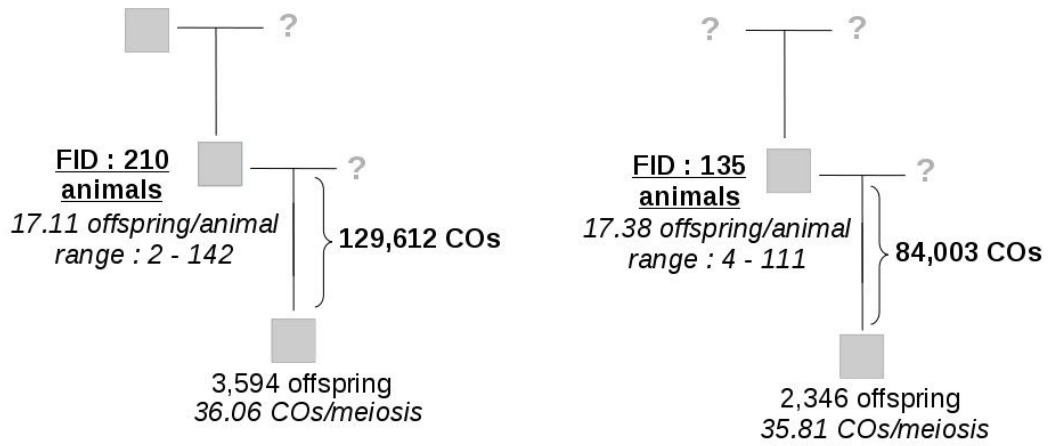 ?
FID : 210
animals
17.11 offspring/animal
range : 2 - 142
?
129,612 COs
3,594 offspring
36.06 COs/meiosis
? ?
FID : 135
animals
17.38 offspring/animal
range : 4 - 111
?
84,003 COs
2,346 offspring
35.81 COs/meiosis